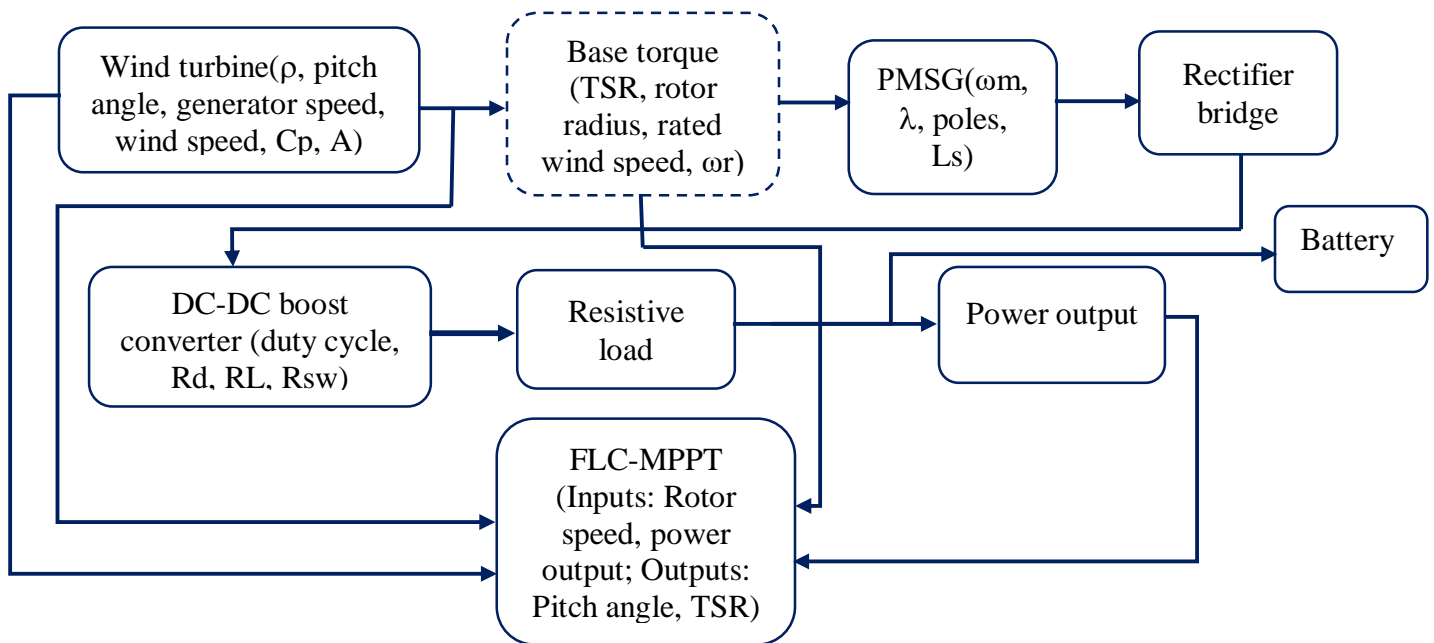 Wind turbine(ρ, pitch
angle, generator speed,
wind speed, Cp, A)
Base torque
(TSR, rotor
radius, rated
wind speed, ωr)
PMSG(ωm,
λ, poles,
Ls)
Rectifier
bridge
Battery
DC-DC boost
converter (duty cycle,
Rd, RL, Rsw)
Resistive
load
Power output
FLC-MPPT
(Inputs: Rotor
speed, power
output; Outputs:
Pitch angle, TSR)